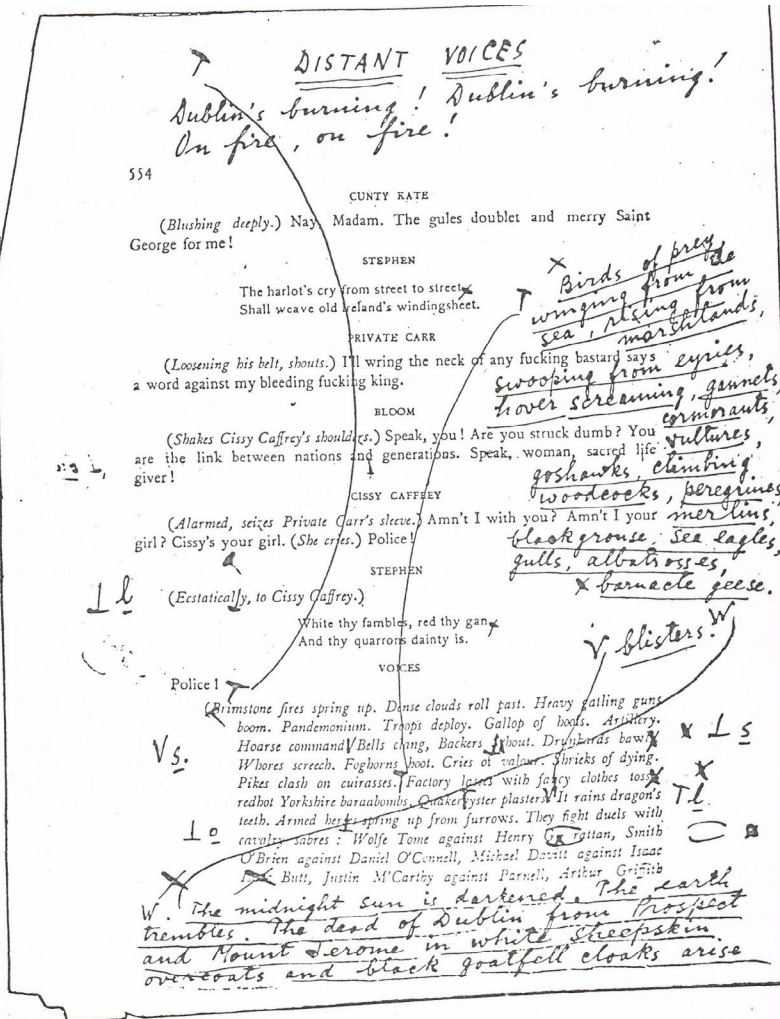 DISTANT VOICES
Dublin's burning! Dublin's burning!
On fire, on fire!
554
CUNTY KATE
(Blushing deeply.) Nay, Madam. The gules doublet and merry Saint
George for me!
STEPHEN
The harlot's cry from street to street
Shall weave old Ireland's windingsheet.
PRIVATE CARR
(Loosening his belt, shouts.) I'll wring the neck of any fucking bastard says
a word against my bleeding fucking king.
BLOOM
(Shakes Cissy Caffrey's shoulders.) Speak, you! Are you struck dumb? You
are the link between nations and generations. Speak, woman, sacred life
giver!
CISSY CAFFREY
(Alarmed, seizes Private Carr's sleeve.) Amn't I with you? Amn't I your
girl? Cissy's your girl. (She cries.) Police!
STEPHEN
(Ecstatically, to Cissy Caffrey.)
White thy fambles, red thy gan
And thy quarrons dainty is.
VOICES
Police!
(Brimstone fires spring up. Dense clouds roll past. Heavy gatling guns
boom. Pandemonium. Troops deploy. Gallop of hoofs. Artillery.
Hoarse command Bells clang, Backers shout. Drunkards bawl
Whores screech. Foghorns hoot. Cries of valour. Shrieks of dying.
Pikes clash on cuirasses. Factory lasses with fancy clothes toss
redhot Yorkshire baraabombs. Quaker oyster plasters. It rains dragon's
teeth. Armed heroes spring up from furrows. They fight duels with
cavalry sabres: Wolfe Tone against Henry Grattan, Smith
O'Brien against Daniel O'Connell, Michael Davitt against Isaac
Butt, Justin M'Carthy against Parnell, Arthur Griffith
Birds of prey
winging from de
sea, rising from
marshlands,
swooping from eyries,
hover screaming, gannets,
cormorants
vultures,
goshawks, climbing
woodcocks, peregrines
merlins,
blackgrouse, sea eagles,
gulls, albatrosses,
barnacle geese.
V blisters. W
V s.
W. The midnight sun is darkened. The earth
trembles. The dead of Dublin from Prospect
and Mount Jerome in white sheepskin
overcoats and black goatfell cloaks arise